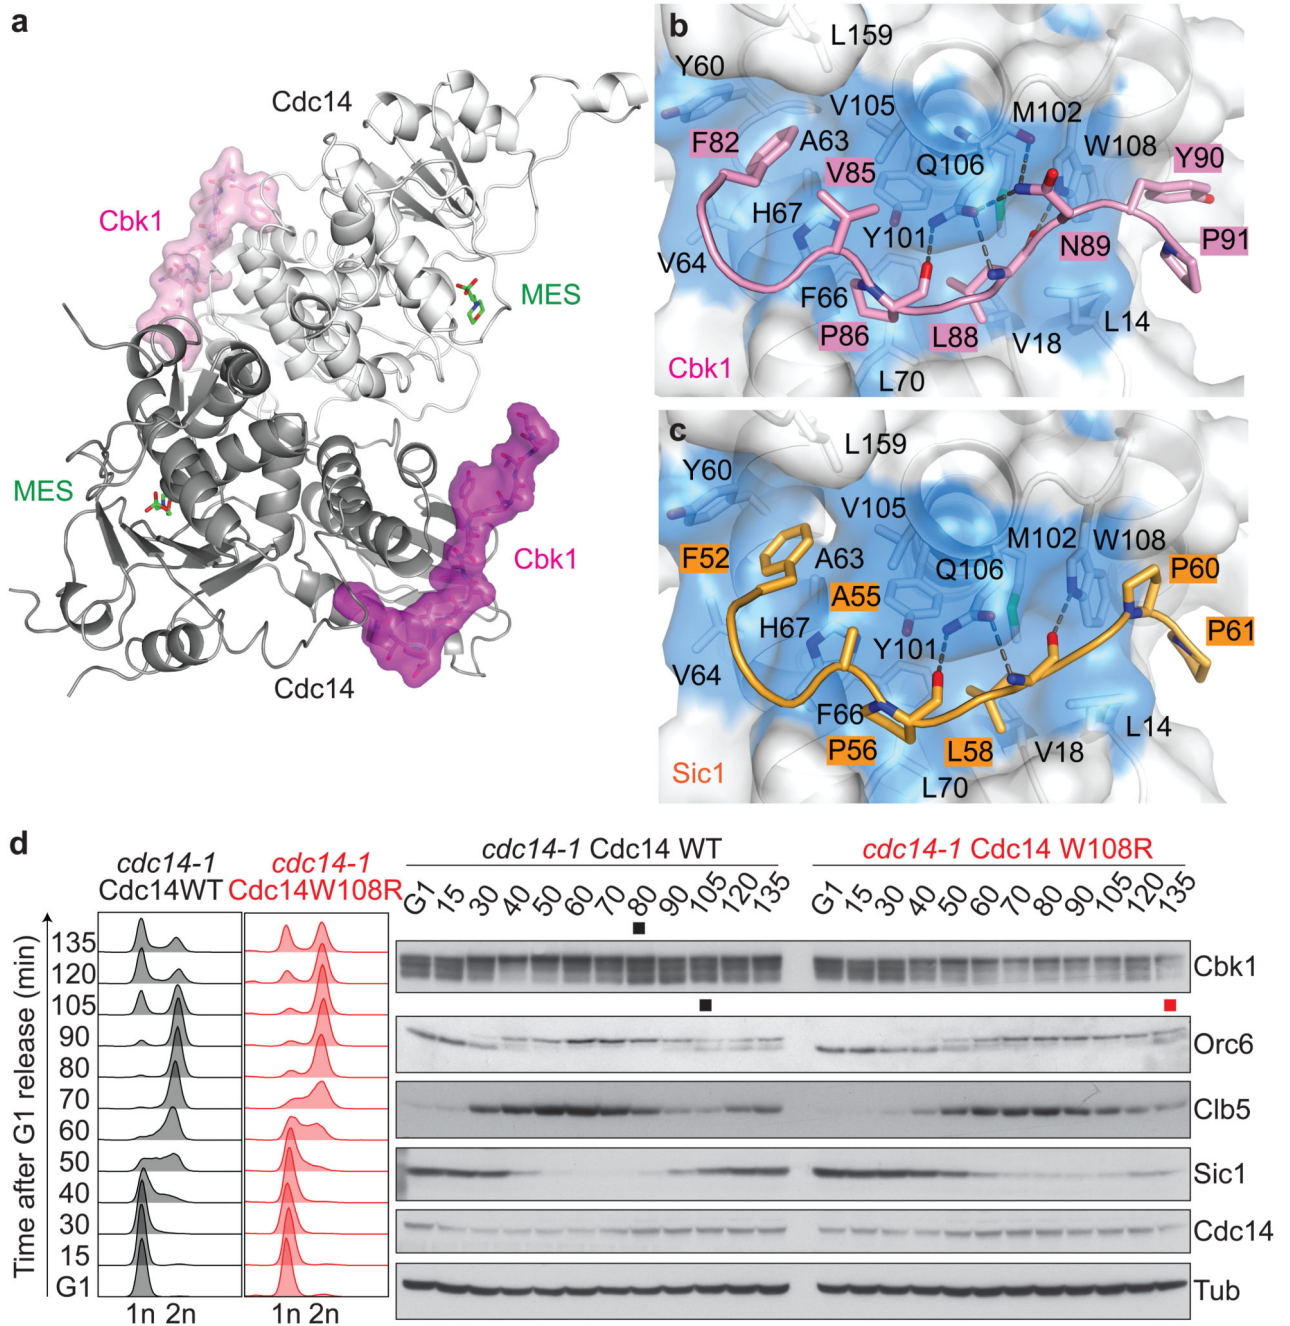 a
Cdc14
Cbk1
MES
MES
Cbk1
Cdc14
b
L159
Y60
V105
M102
F82
A63
W108
V85
Q106
Y90
H67
Y101
N89
P91
V64
F66
L14
P86
L88
V18
Cbk1
L70
c
L159
Y60
V105
M102
W108
F52
A63
Q106
P60
A55
H67
Y101
P61
V64
F66
L14
P56
L58
V18
Sic1
L70
d
cdc14-1
Cdc14WT
cdc14-1
Cdc14W108R
cdc14-1 Cdc14 WT
cdc14-1 Cdc14 W108R
G1 15 30 40 50 60 70 80 90 105 120 135
G1 15 30 40 50 60 70 80 90 105 120 135
Time after G1 release (min)
135
120
105
90
80
70
60
50
40
30
15
G1
1n 2n
1n 2n
Cbk1
Orc6
Clb5
Sic1
Cdc14
Tub